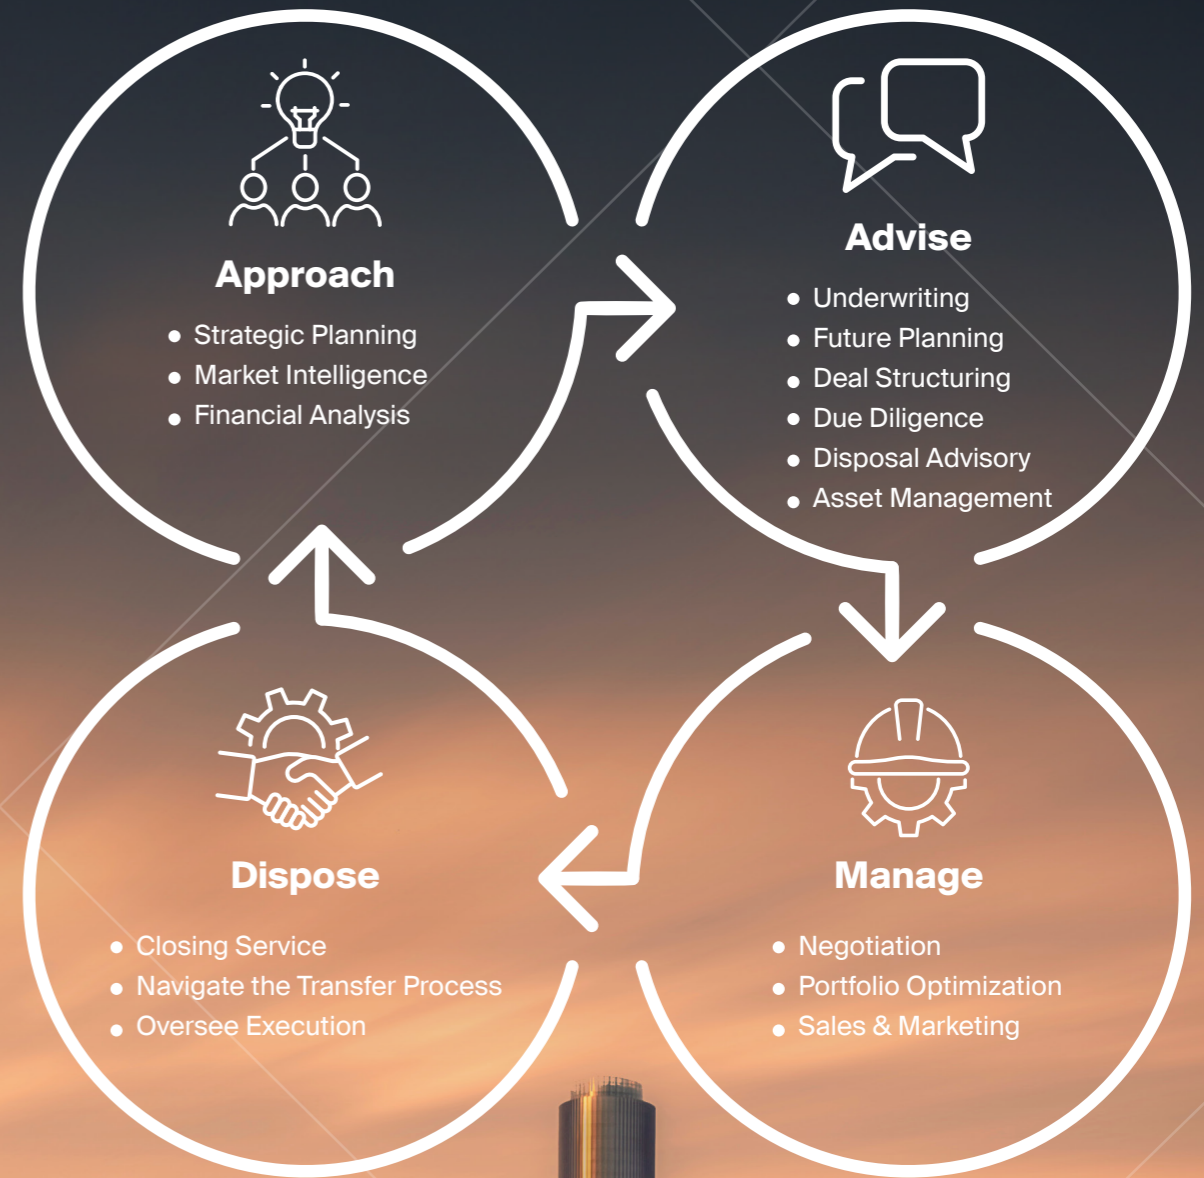 Approach
Strategic Planning
Market Intelligence
Financial Analysis
Advise
Underwriting
Future Planning
Deal Structuring
Due Diligence
Disposal Advisory
Asset Management
Dispose
Closing Service
Navigate the Transfer Process
Oversee Execution
Manage
Negotiation
Portfolio Optimization
Sales & Marketing